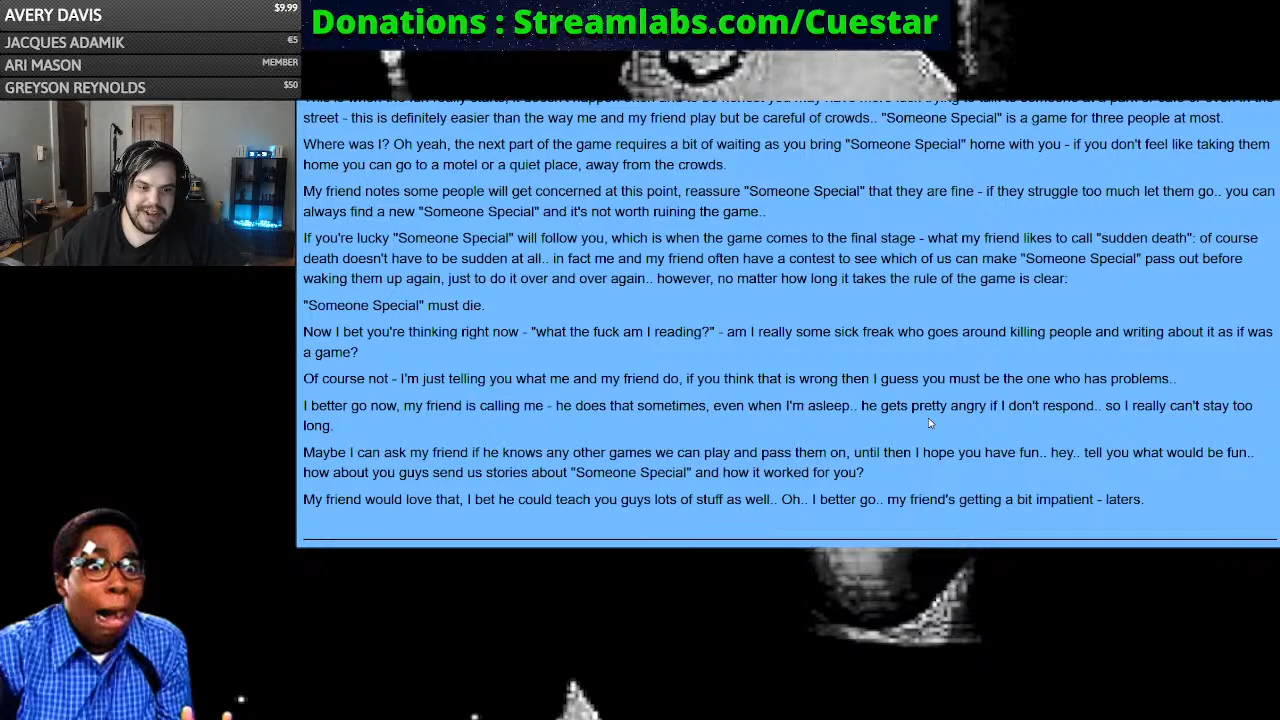 AVERY DAVIS $9.99
JACQUES ADAMIK €5
ARI MASON MEMBER
GREYSON REYNOLDS $50
Donations : Streamlabs.com/Cuestar
street - this is definitely easier than the way me and my friend play but be careful of crowds.. "Someone Special" is a game for three people at most.
Where was I? Oh yeah, the next part of the game requires a bit of waiting as you bring "Someone Special" home with you - if you don't feel like taking them
home you can go to a motel or a quiet place, away from the crowds.
My friend notes some people will get concerned at this point, reassure "Someone Special" that they are fine - if they struggle too much let them go.. you can
always find a new "Someone Special" and it's not worth ruining the game..
If you're lucky "Someone Special" will follow you, which is when the game comes to the final stage - what my friend likes to call "sudden death": of course
death doesn't have to be sudden at all.. in fact me and my friend often have a contest to see which of us can make "Someone Special" pass out before
waking them up again, just to do it over and over again.. however, no matter how long it takes the rule of the game is clear:
"Someone Special" must die.
Now I bet you're thinking right now - "what the fuck am I reading?" - am I really some sick freak who goes around killing people and writing about it as if was
a game?
Of course not - I'm just telling you what me and my friend do, if you think that is wrong then I guess you must be the one who has problems..
I better go now, my friend is calling me - he does that sometimes, even when I'm asleep.. he gets pretty angry if I don't respond.. so I really can't stay too
long.
Maybe I can ask my friend if he knows any other games we can play and pass them on, until then I hope you have fun.. hey.. tell you what would be fun..
how about you guys send us stories about "Someone Special" and how it worked for you?
My friend would love that, I bet he could teach you guys lots of stuff as well.. Oh.. I better go.. my friend's getting a bit impatient - laters.